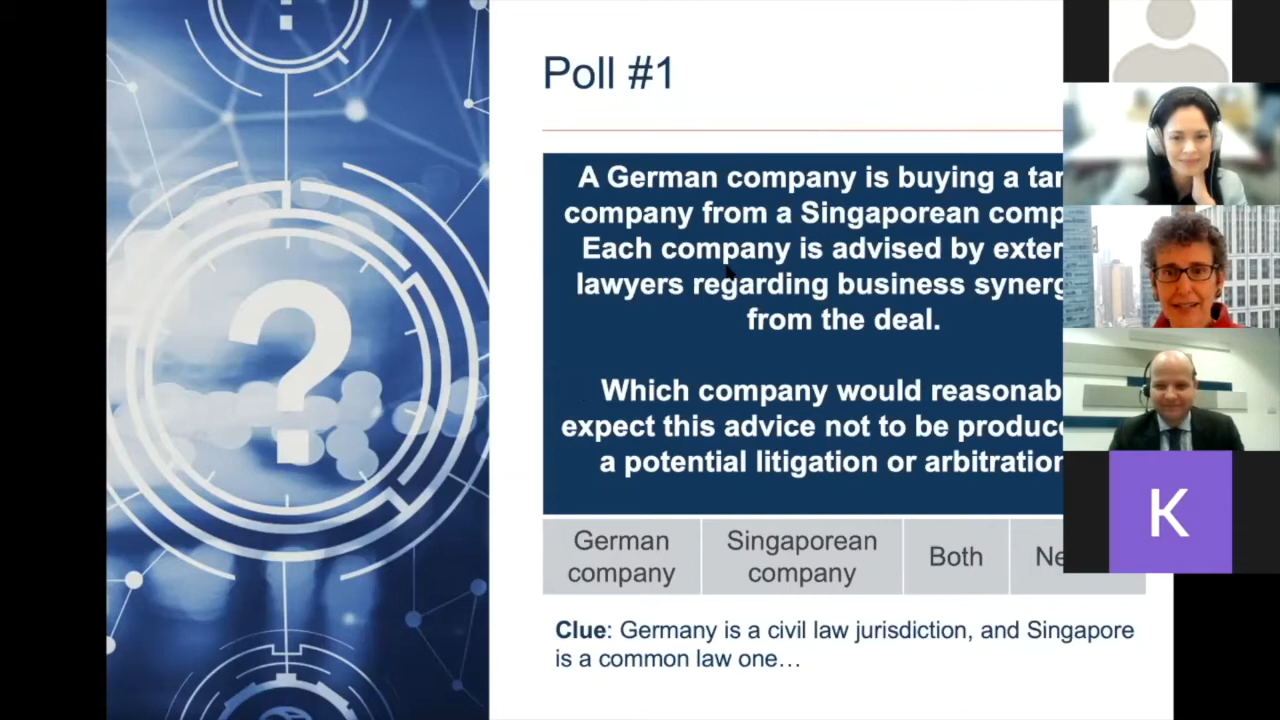 Poll #1
A German company is buying a tar
company from a Singaporean comp
Each company is advised by exter
lawyers regarding business synerg
from the deal.
Which company would reasonab
expect this advice not to be produce
a potential litigation or arbitration
German
company
Singaporean
company
Both
Ne
Clue: Germany is a civil law jurisdiction, and Singapore
is a common law one…
?
K